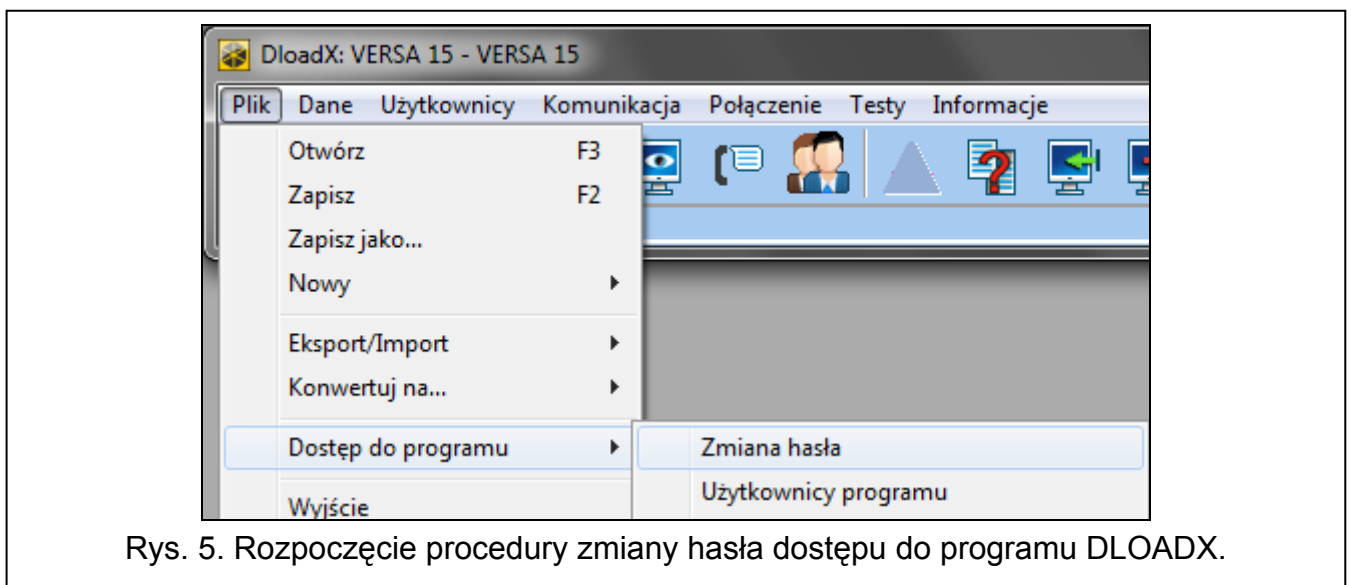 DloadX: VERSA 15 - VERSA 15
Plik Dane Użytkownicy Komunikacja Połączenie Testy Informacje
Otwórz F3
Zapisz F2
Zapisz jako...
Nowy
Eksport/Import
Konwertuj na...
Dostęp do programu
Zmiana hasła
Użytkownicy programu
Wyjście
Rys. 5. Rozpoczęcie procedury zmiany hasła dostępu do programu DLOADX.